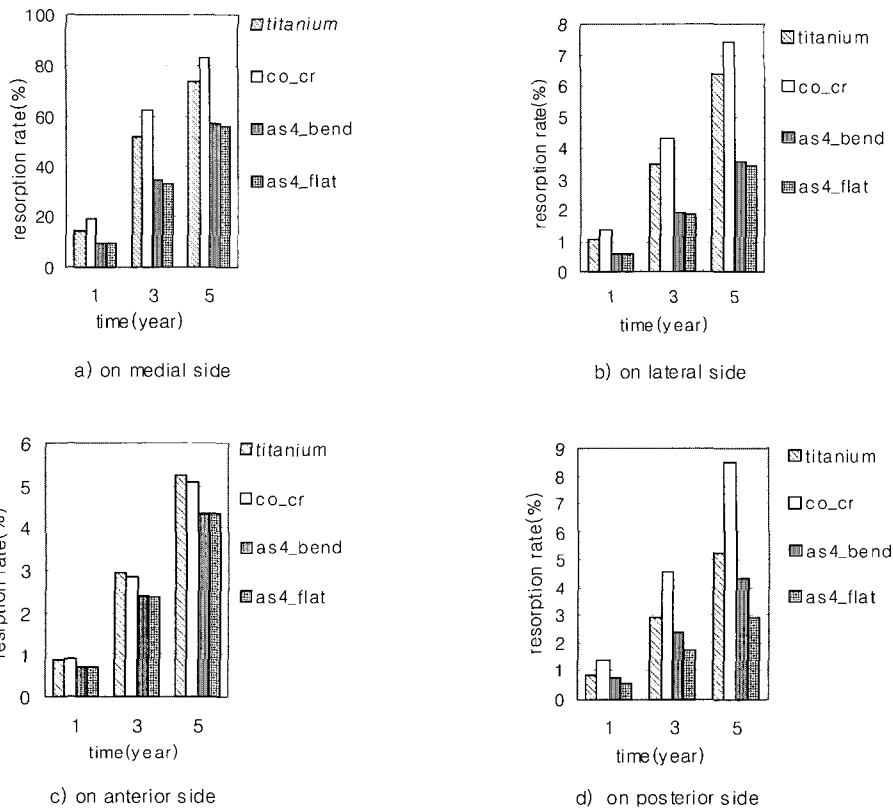 100
80
60
40
20
0
resorption rate(%)
1 3 5
time(year)
titanium
co_cr
as4_bend
as4_flat
a) on medial side
8
7
6
5
4
3
2
1
0
resorption rate(%)
1 3 5
time(year)
titanium
co_cr
as4_bend
as4_flat
b) on lateral side
6
5
4
3
2
1
0
resrption rate(%)
1 3 5
time(year)
titanium
co_cr
as4_bend
as4_flat
c) on anterior side
9
8
7
6
5
4
3
2
1
0
resorption rate(%)
1 3 5
time(year)
titanium
co_cr
as4_bend
as4_flat
d) on posterior side